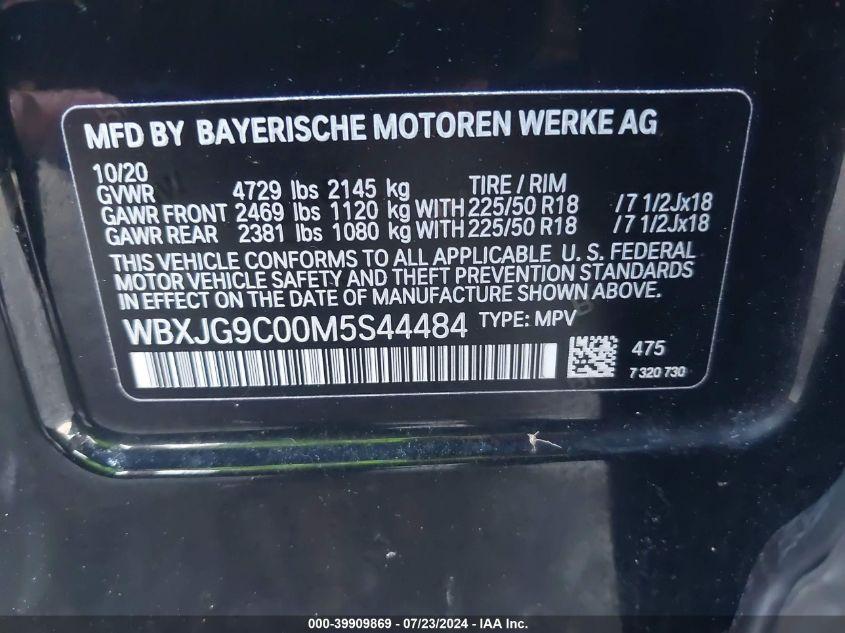 MFD BY BAYERISCHE MOTOREN WERKE AG
10/20
GVWR 4729 lbs 2145 kg TIRE / RIM
GAWR FRONT 2469 lbs 1120 kg WITH 225/50 R18 /7 1/2Jx18
GAWR REAR 2381 lbs 1080 kg WITH 225/50 R18 /7 1/2Jx18
THIS VEHICLE CONFORMS TO ALL APPLICABLE U. S. FEDERAL
MOTOR VEHICLE SAFETY AND THEFT PREVENTION STANDARDS
IN EFFECT ON THE DATE OF MANUFACTURE SHOWN ABOVE.
WBXJG9C00M5S44484 TYPE: MPV
475
7 320 730
000-39909869 / 07/23/2024 - IAA Inc.